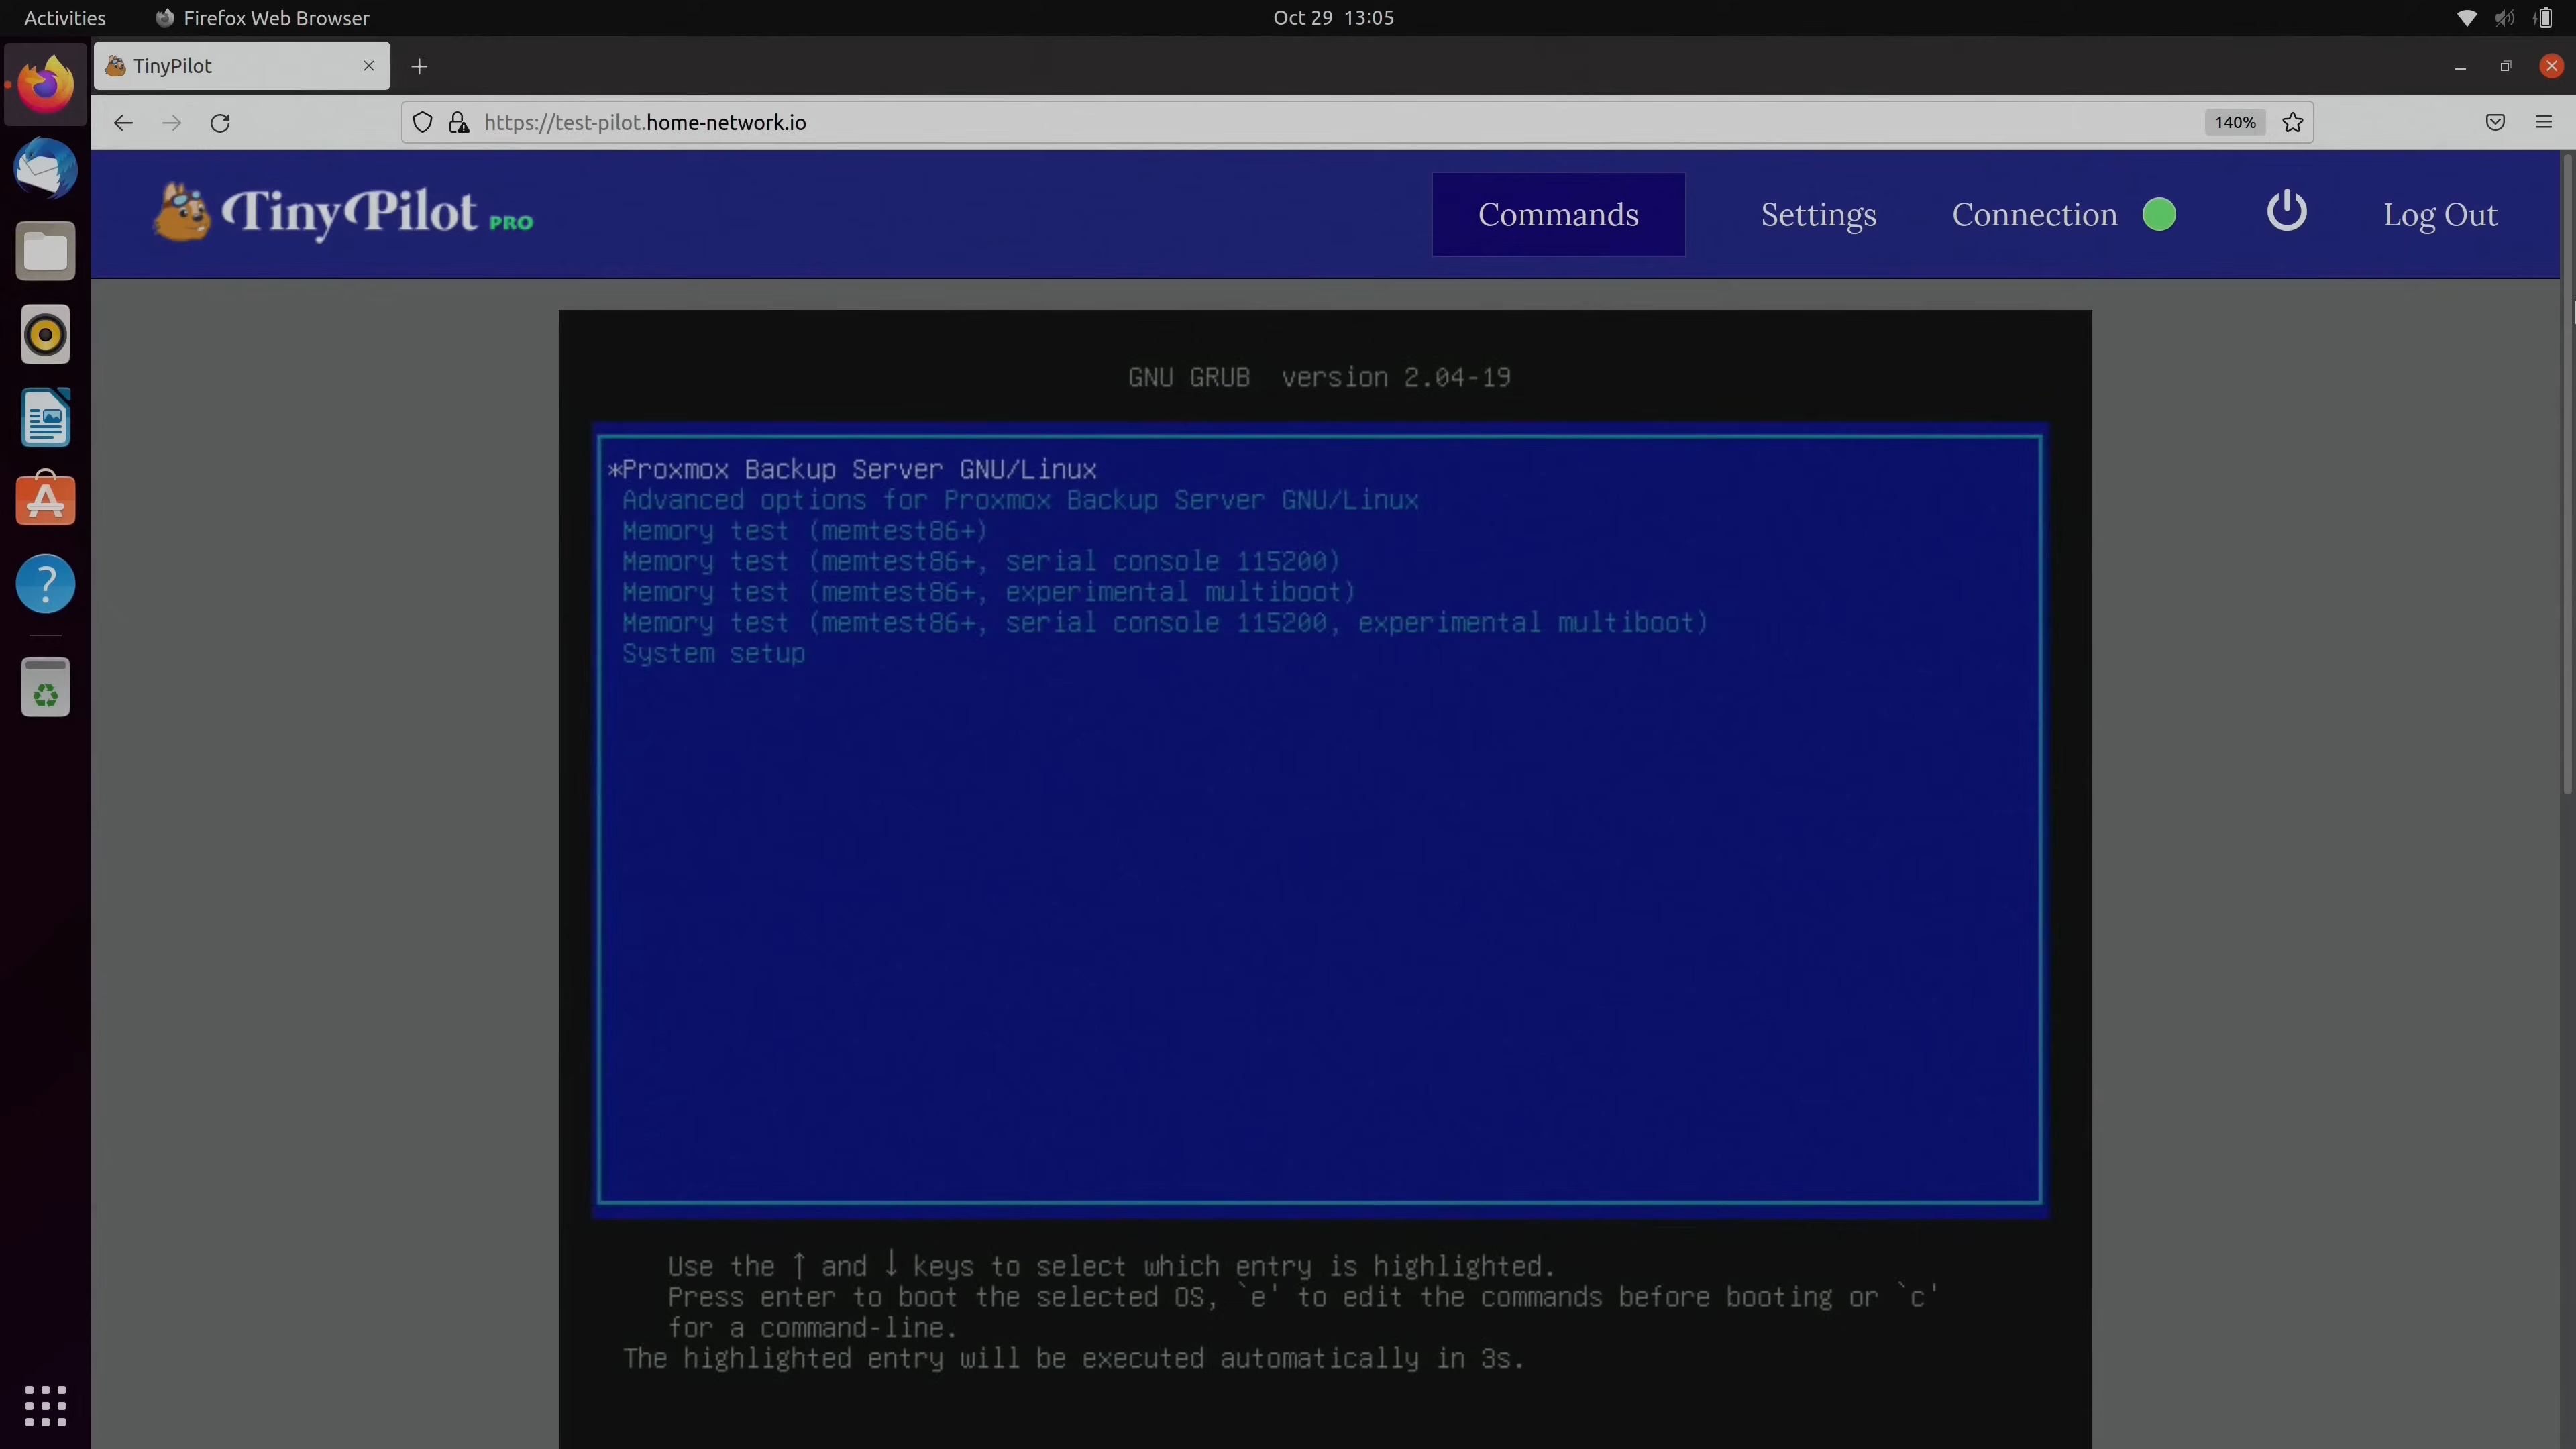 Activities Firefox Web Browser Oct 29 13:05
TinyPilot
https://test-pilot.home-network.io 140%
TinyPilot PRO Commands Settings Connection Log Out
GNU GRUB version 2.04-19
*Proxmox Backup Server GNU/Linux
Advanced options for Proxmox Backup Server GNU/Linux
Memory test (memtest86+)
Memory test (memtest86+, serial console 115200)
Memory test (memtest86+, experimental multiboot)
Memory test (memtest86+, serial console 115200, experimental multiboot)
System setup
Use the ↑ and ↓ keys to select which entry is highlighted.
Press enter to boot the selected OS, `e' to edit the commands before booting or `c'
for a command-line.
The highlighted entry will be executed automatically in 3s.